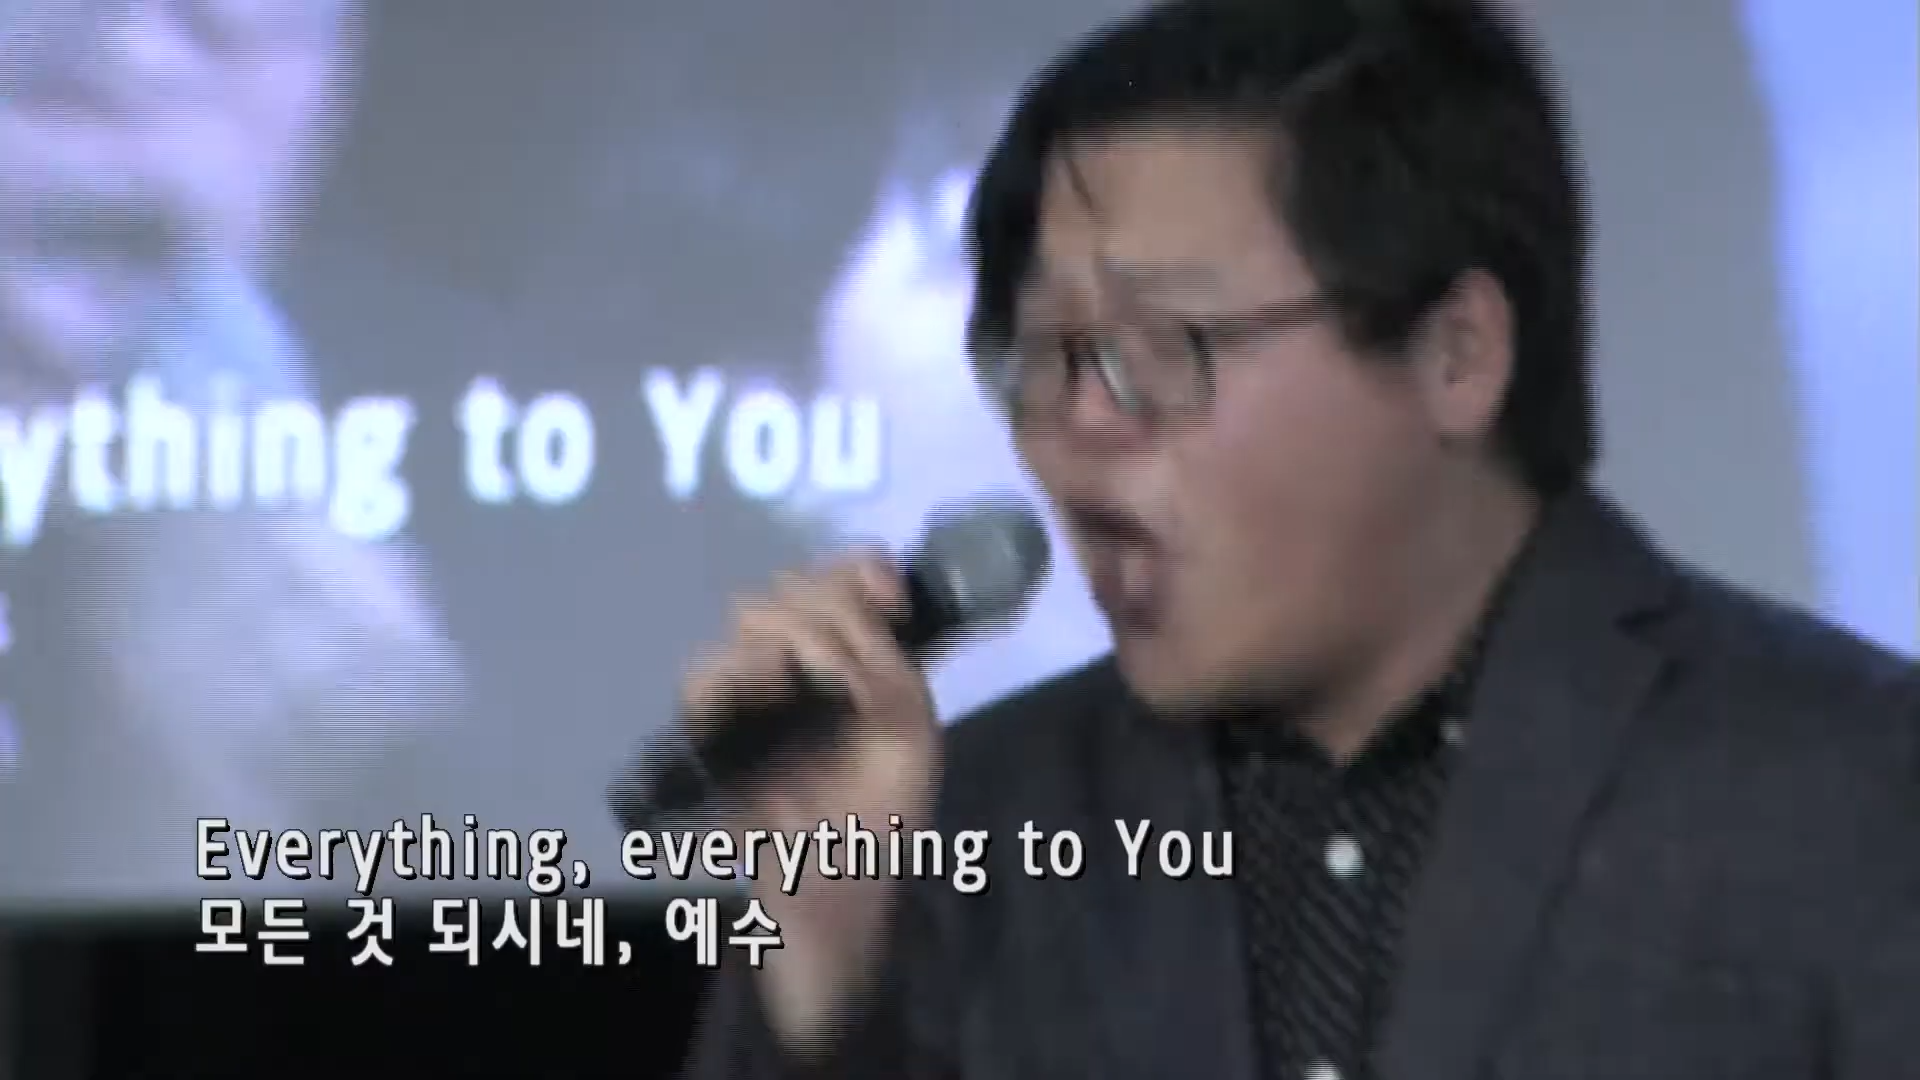 ything to You
Everything, everything to You
모든 것 되시네, 예수